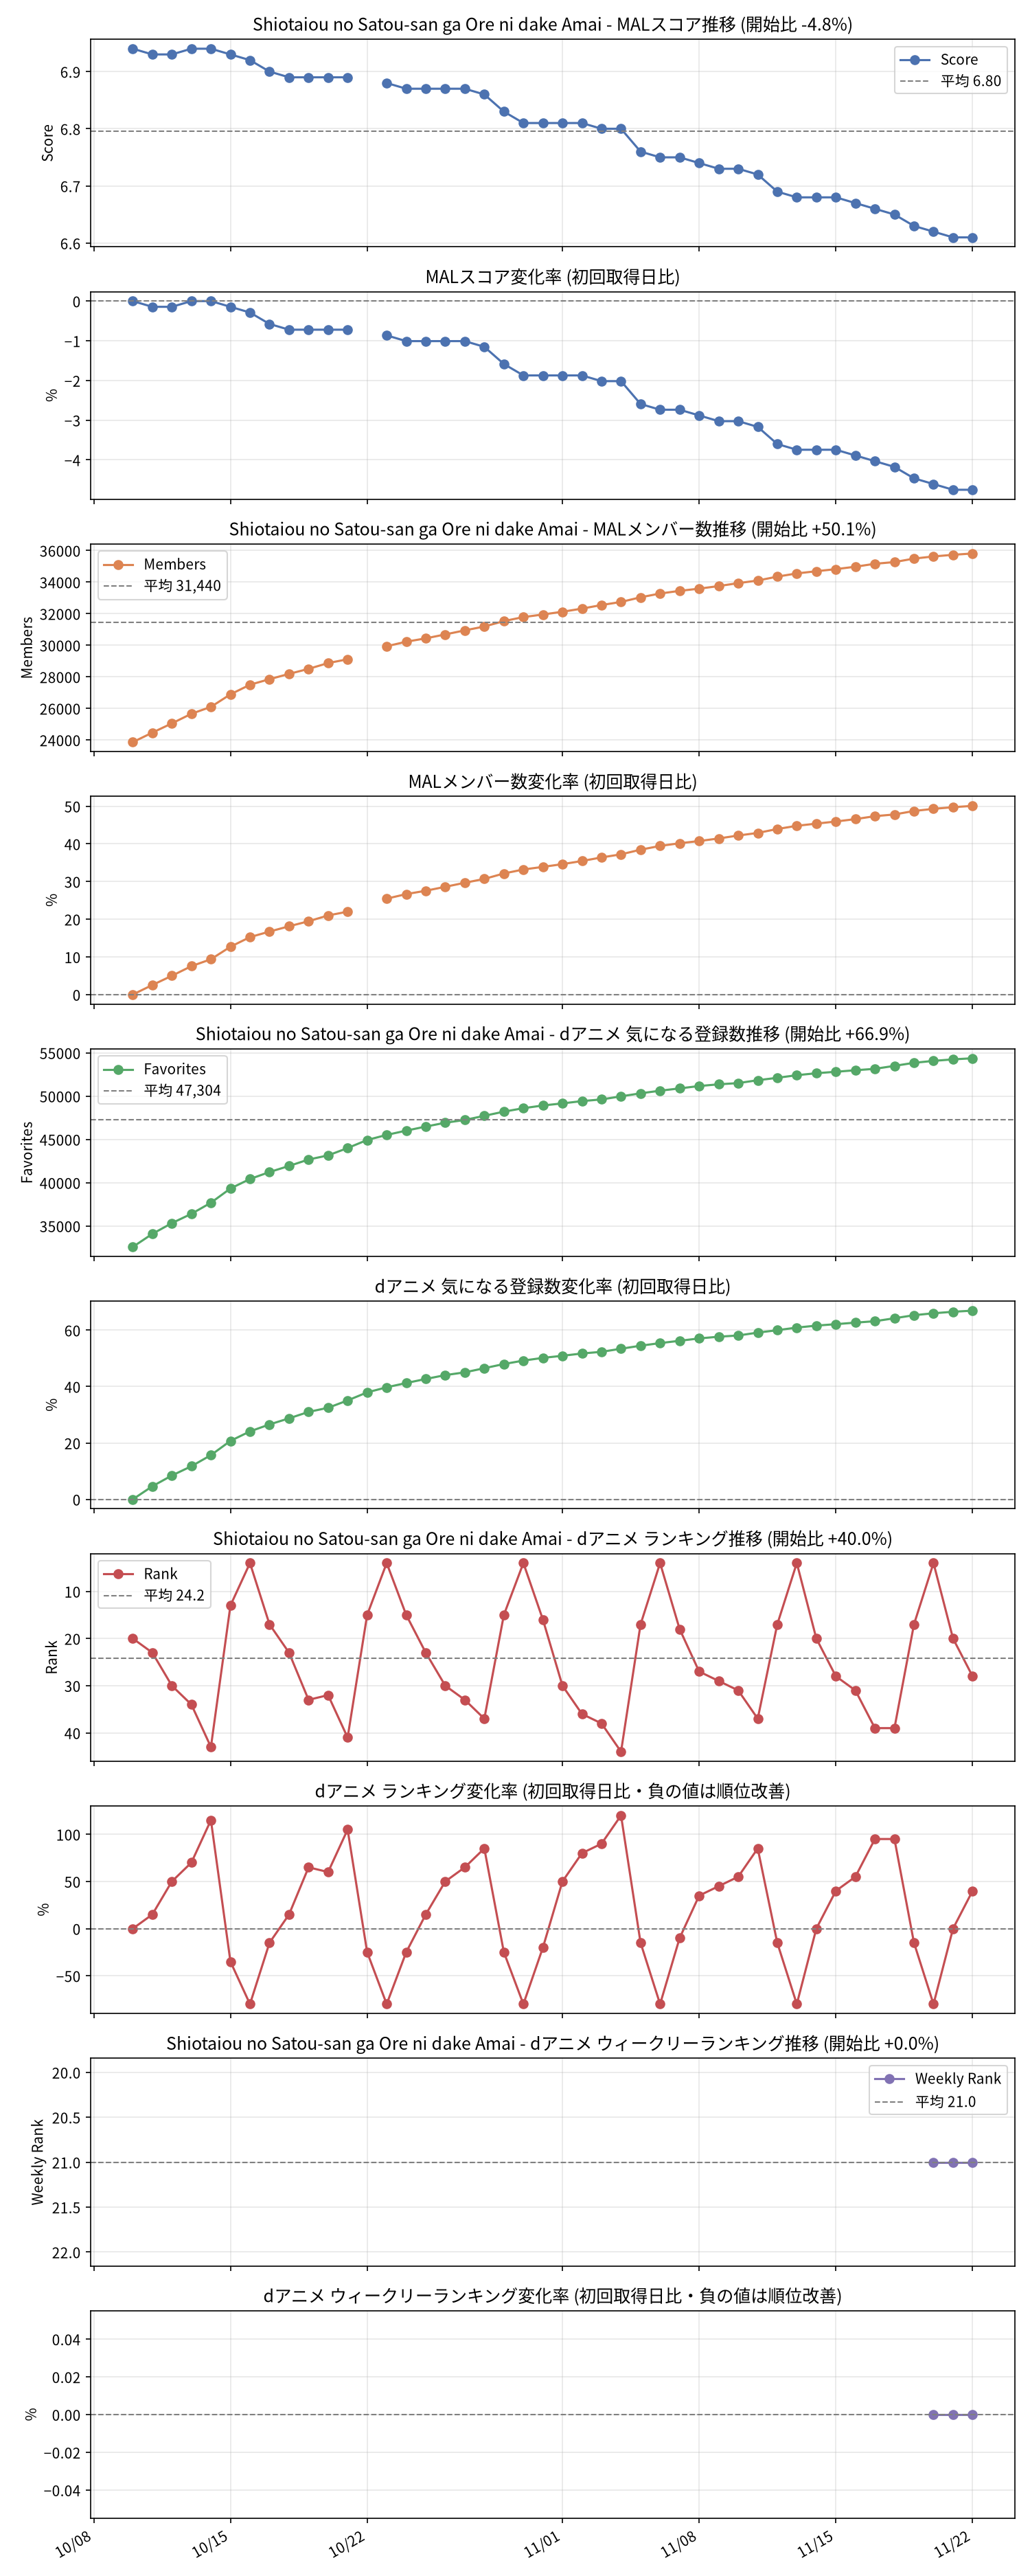 Shiotaiou no Satou-san ga Ore ni dake Amai - MALスコア推移 (開始比 -4.8%)
Score
平均 6.80
Score
6.9
6.8
6.7
6.6
MALスコア変化率 (初回取得日比)
%
0
−1
−2
−3
−4
Shiotaiou no Satou-san ga Ore ni dake Amai - MALメンバー数推移 (開始比 +50.1%)
Members
平均 31,440
Members
36000
34000
32000
30000
28000
26000
24000
MALメンバー数変化率 (初回取得日比)
%
50
40
30
20
10
0
Shiotaiou no Satou-san ga Ore ni dake Amai - dアニメ 気になる登録数推移 (開始比 +66.9%)
Favorites
平均 47,304
Favorites
55000
50000
45000
40000
35000
dアニメ 気になる登録数変化率 (初回取得日比)
%
60
40
20
0
Shiotaiou no Satou-san ga Ore ni dake Amai - dアニメ ランキング推移 (開始比 +40.0%)
Rank
平均 24.2
Rank
10
20
30
40
dアニメ ランキング変化率 (初回取得日比・負の値は順位改善)
%
100
50
0
−50
Shiotaiou no Satou-san ga Ore ni dake Amai - dアニメ ウィークリーランキング推移 (開始比 +0.0%)
Weekly Rank
平均 21.0
Weekly Rank
20.0
20.5
21.0
21.5
22.0
dアニメ ウィークリーランキング変化率 (初回取得日比・負の値は順位改善)
%
0.04
0.02
0.00
−0.02
−0.04
10/08
10/15
10/22
11/01
11/08
11/15
11/22